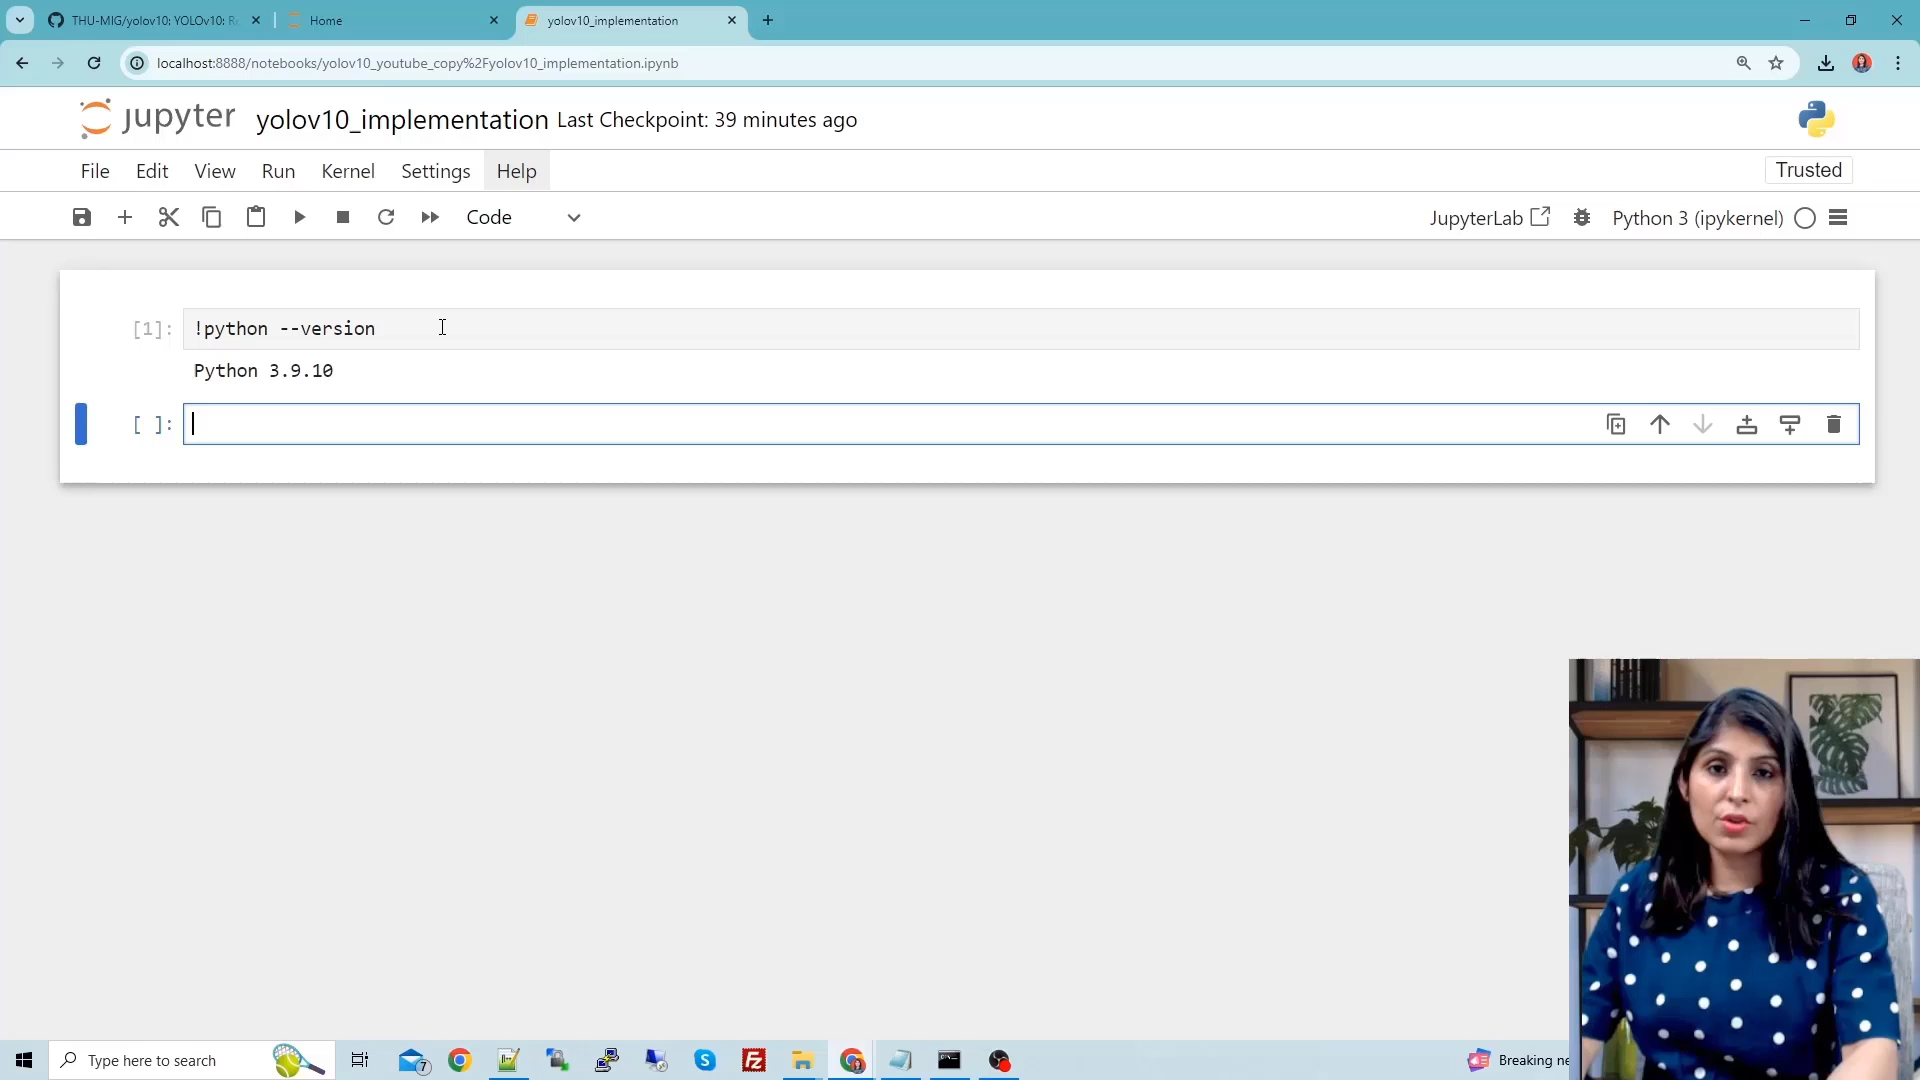 THU-MIG/yolov10: YOLOv10: Re
Home
yolov10_implementation
localhost:8888/notebooks/yolov10_youtube_copy%2Fyolov10_implementation.ipynb
jupyter yolov10_implementation Last Checkpoint: 39 minutes ago
File Edit View Run Kernel Settings Help
Trusted
Code
JupyterLab
Python 3 (ipykernel)
[1]: !python --version
Python 3.9.10
[ ]:
Type here to search
7
Breaking ne